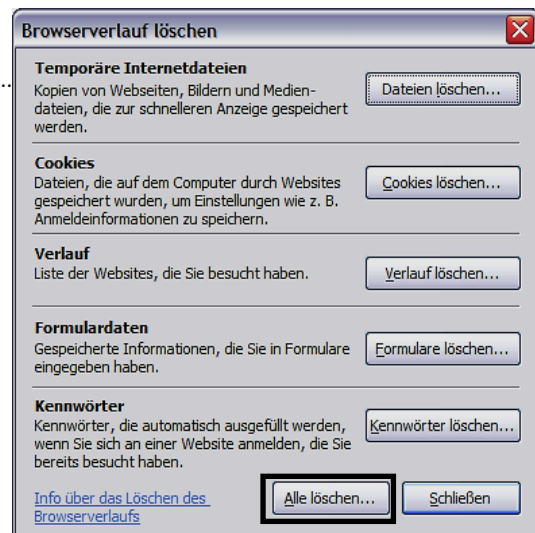 Browserverlauf löschen
Temporäre Internetdateien
Kopien von Webseiten, Bildern und Medien-
dateien, die zur schnelleren Anzeige gespeichert
werden.
Dateien löschen...
Cookies
Dateien, die auf dem Computer durch Websites
gespeichert wurden, um Einstellungen wie z. B.
Anmeldeinformationen zu speichern.
Cookies löschen...
Verlauf
Liste der Websites, die Sie besucht haben.
Verlauf löschen...
Formulardaten
Gespeicherte Informationen, die Sie in Formulare
eingegeben haben.
Formulare löschen...
Kennwörter
Kennwörter, die automatisch ausgefüllt werden,
wenn Sie sich an einer Website anmelden, die Sie
bereits besucht haben.
Kennwörter löschen...
Info über das Löschen des
Browserverlaufs
Alle löschen...
Schließen